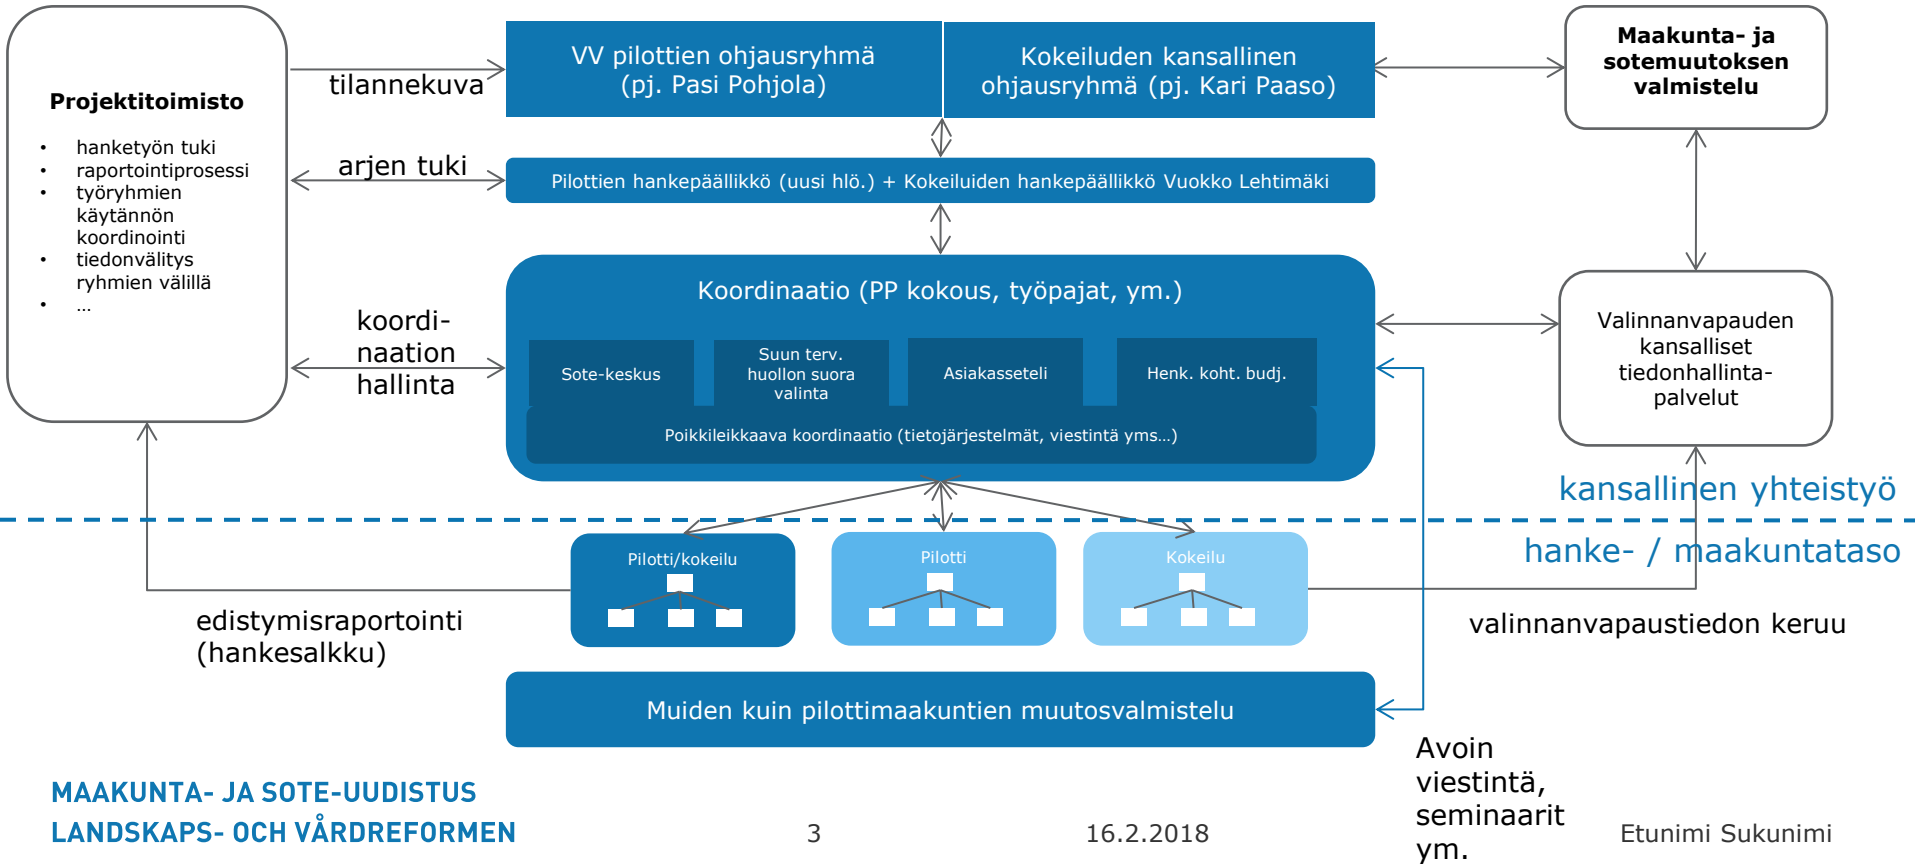 Projektitoimisto
• hanketyön tuki
• raportointiprosessi
• työryhmien
käytännön
koordinointi
• tiedonvälitys
ryhmien välillä
• …
tilannekuva
arjen tuki
koordi-
naation
hallinta
VV pilottien ohjausryhmä
(pj. Pasi Pohjola)
Kokeiluden kansallinen
ohjausryhmä (pj. Kari Paaso)
Maakunta- ja
sotemuutoksen
valmistelu
Pilottien hankepäällikkö (uusi hlö.) + Kokeiluiden hankepäällikkö Vuokko Lehtimäki
Koordinaatio (PP kokous, työpajat, ym.)
Sote-keskus
Suun terv.
huollon suora
valinta
Asiakasseteli
Henk. koht. budj.
Poikkileikkaava koordinaatio (tietojärjestelmät, viestintä yms…)
Valinnanvapauden
kansalliset
tiedonhallinta-
palvelut
kansallinen yhteistyö
hanke- / maakuntataso
Pilotti/kokeilu
Pilotti
Kokeilu
edistymisraportointi
(hankesalkku)
valinnanvapaustiedon keruu
Muiden kuin pilottimaakuntien muutosvalmistelu
Avoin
viestintä,
seminaarit
ym.
MAAKUNTA- JA SOTE-UUDISTUS
LANDSKAPS- OCH VÅRDREFORMEN
3
16.2.2018
Etunimi Sukunimi